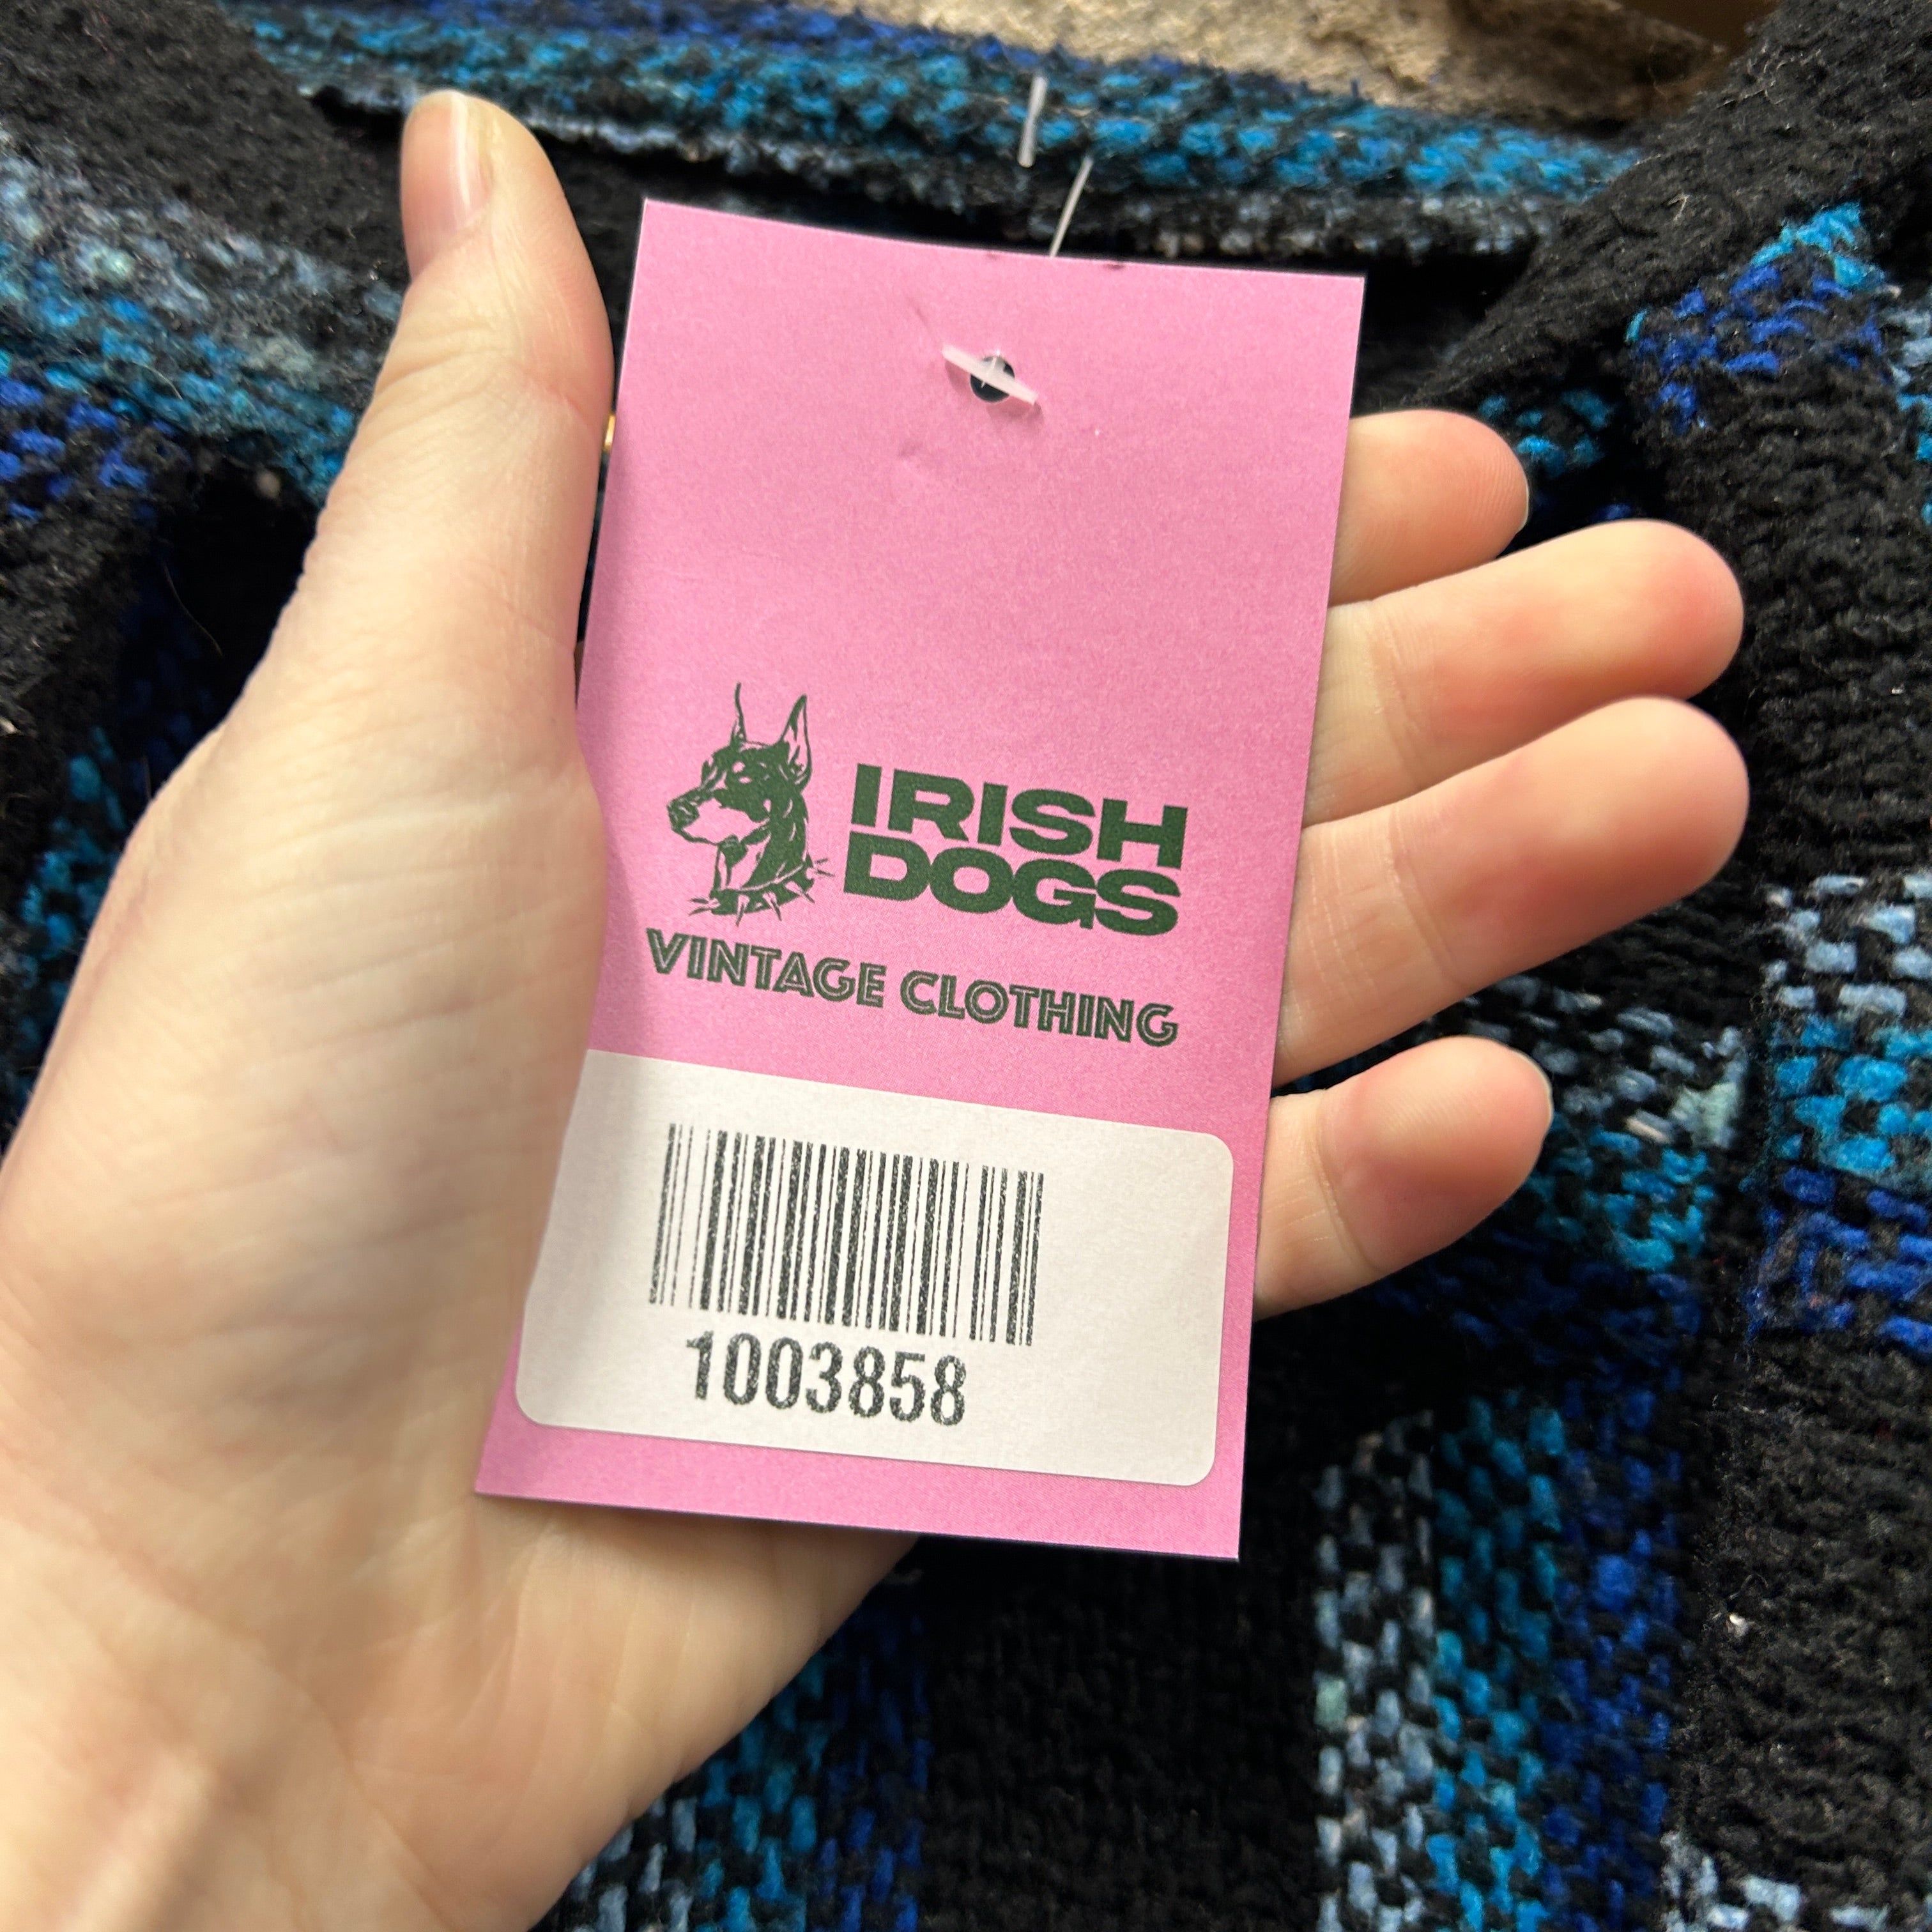 IRISH
DOGS
VINTAGE CLOTHING
1003858